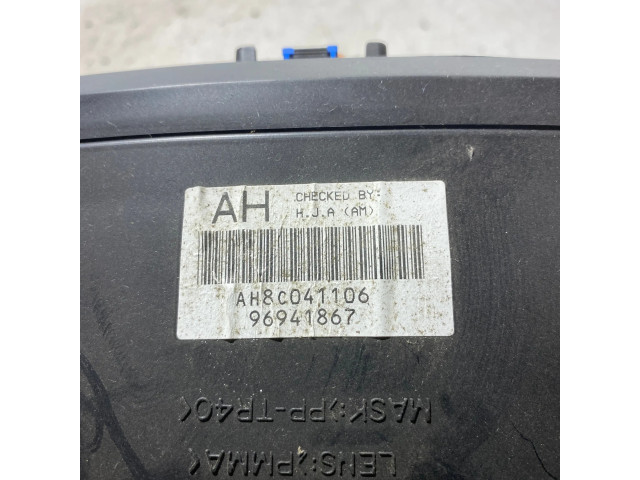 AH
CHECKED BY:
H.J.A (AM)
AH8C041106
96941867
MASK:>PP-TR40<
LENS:>PMMA<